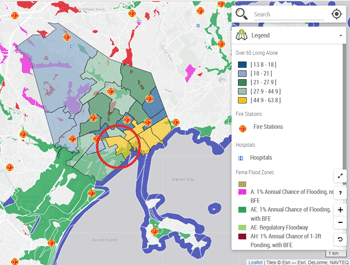 Search
Legend
Over 65 Living Alone
[ 13.8 - 18 ]
[ 18 - 21 ]
[ 21 - 27.9 ]
[ 27.9 - 44.9 ]
[ 44.9 - 63.8 ]
Fire Stations
Fire Stations
Hospitals
Hospitals
Fema Flood Zones
A: 1% Annual Chance of Flooding, no
BFE
AE: 1% Annual Chance of Flooding,
with BFE
AE: Regulatory Floodway
AH: 1% Annual Chance of 1-3ft
Ponding, with BFE
1 km
Leaflet | Tiles © Esri — Esri, DeLorme, NAVTEQ